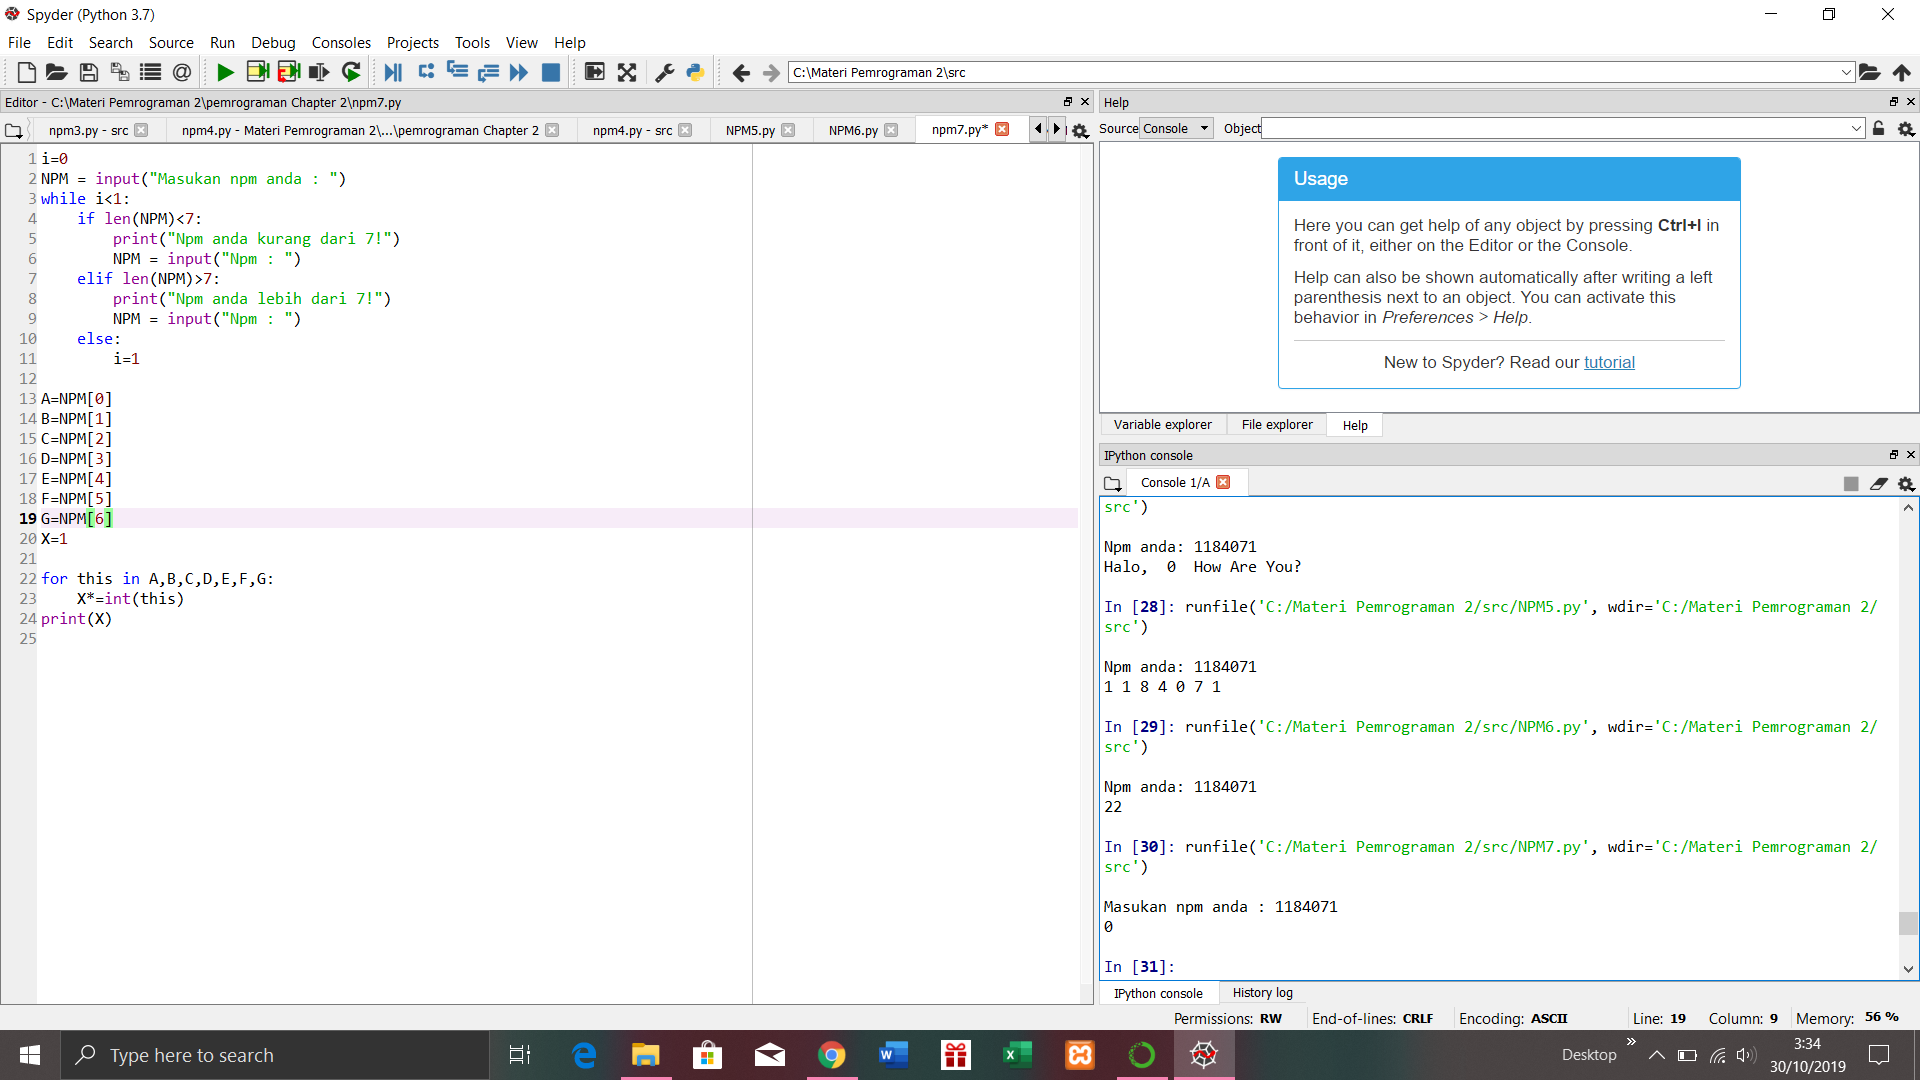 Spyder (Python 3.7)
File Edit Search Source Run Debug Consoles Projects Tools View Help
C:\Materi Pemrograman 2\src
Editor - C:\Materi Pemrograman 2\pemrograman Chapter 2\npm7.py
npm3.py - src npm4.py - Materi Pemrograman 2\...\pemrograman Chapter 2 npm4.py - src NPM5.py NPM6.py npm7.py*
1 i=0
2 NPM = input("Masukan npm anda : ")
3 while i<1:
4     if len(NPM)<7:
5         print("Npm anda kurang dari 7!")
6         NPM = input("Npm : ")
7     elif len(NPM)>7:
8         print("Npm anda lebih dari 7!")
9         NPM = input("Npm : ")
10     else:
11         i=1
12
13 A=NPM[0]
14 B=NPM[1]
15 C=NPM[2]
16 D=NPM[3]
17 E=NPM[4]
18 F=NPM[5]
19 G=NPM[6]
20 X=1
21
22 for this in A,B,C,D,E,F,G:
23     X*=int(this)
24 print(X)
25
Help
Source Console Object
Usage
Here you can get help of any object by pressing Ctrl+I in
front of it, either on the Editor or the Console.
Help can also be shown automatically after writing a left
parenthesis next to an object. You can activate this
behavior in Preferences > Help.
New to Spyder? Read our tutorial
Variable explorer File explorer Help
IPython console
Console 1/A
src')
Npm anda: 1184071
Halo,  0  How Are You?
In [28]: runfile('C:/Materi Pemrograman 2/src/NPM5.py', wdir='C:/Materi Pemrograman 2/
src')
Npm anda: 1184071
1 1 8 4 0 7 1
In [29]: runfile('C:/Materi Pemrograman 2/src/NPM6.py', wdir='C:/Materi Pemrograman 2/
src')
Npm anda: 1184071
22
In [30]: runfile('C:/Materi Pemrograman 2/src/NPM7.py', wdir='C:/Materi Pemrograman 2/
src')
Masukan npm anda : 1184071
0
In [31]:
IPython console History log
Permissions: RW End-of-lines: CRLF Encoding: ASCII Line: 19 Column: 9 Memory: 56 %
Type here to search
Desktop
3:34
30/10/2019